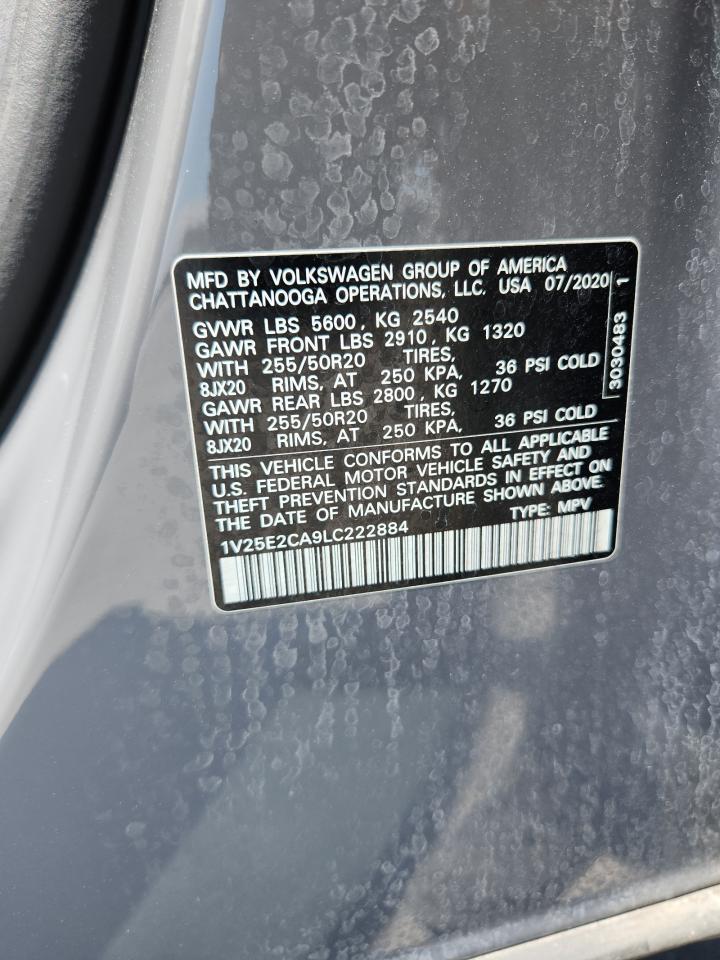 MFD BY VOLKSWAGEN GROUP OF AMERICA
CHATTANOOGA OPERATIONS, LLC. USA 07/2020
GVWR LBS 5600, KG 2540
GAWR FRONT LBS 2910, KG 1320
WITH 255/50R20 TIRES,
8JX20 RIMS, AT 250 KPA, 36 PSI COLD
GAWR REAR LBS 2800, KG 1270
WITH 255/50R20 TIRES,
8JX20 RIMS, AT 250 KPA, 36 PSI COLD
THIS VEHICLE CONFORMS TO ALL APPLICABLE
U.S. FEDERAL MOTOR VEHICLE SAFETY AND
THEFT PREVENTION STANDARDS IN EFFECT ON
THE DATE OF MANUFACTURE SHOWN ABOVE.
TYPE: MPV
1V25E2CA9LC222884
3030483 1